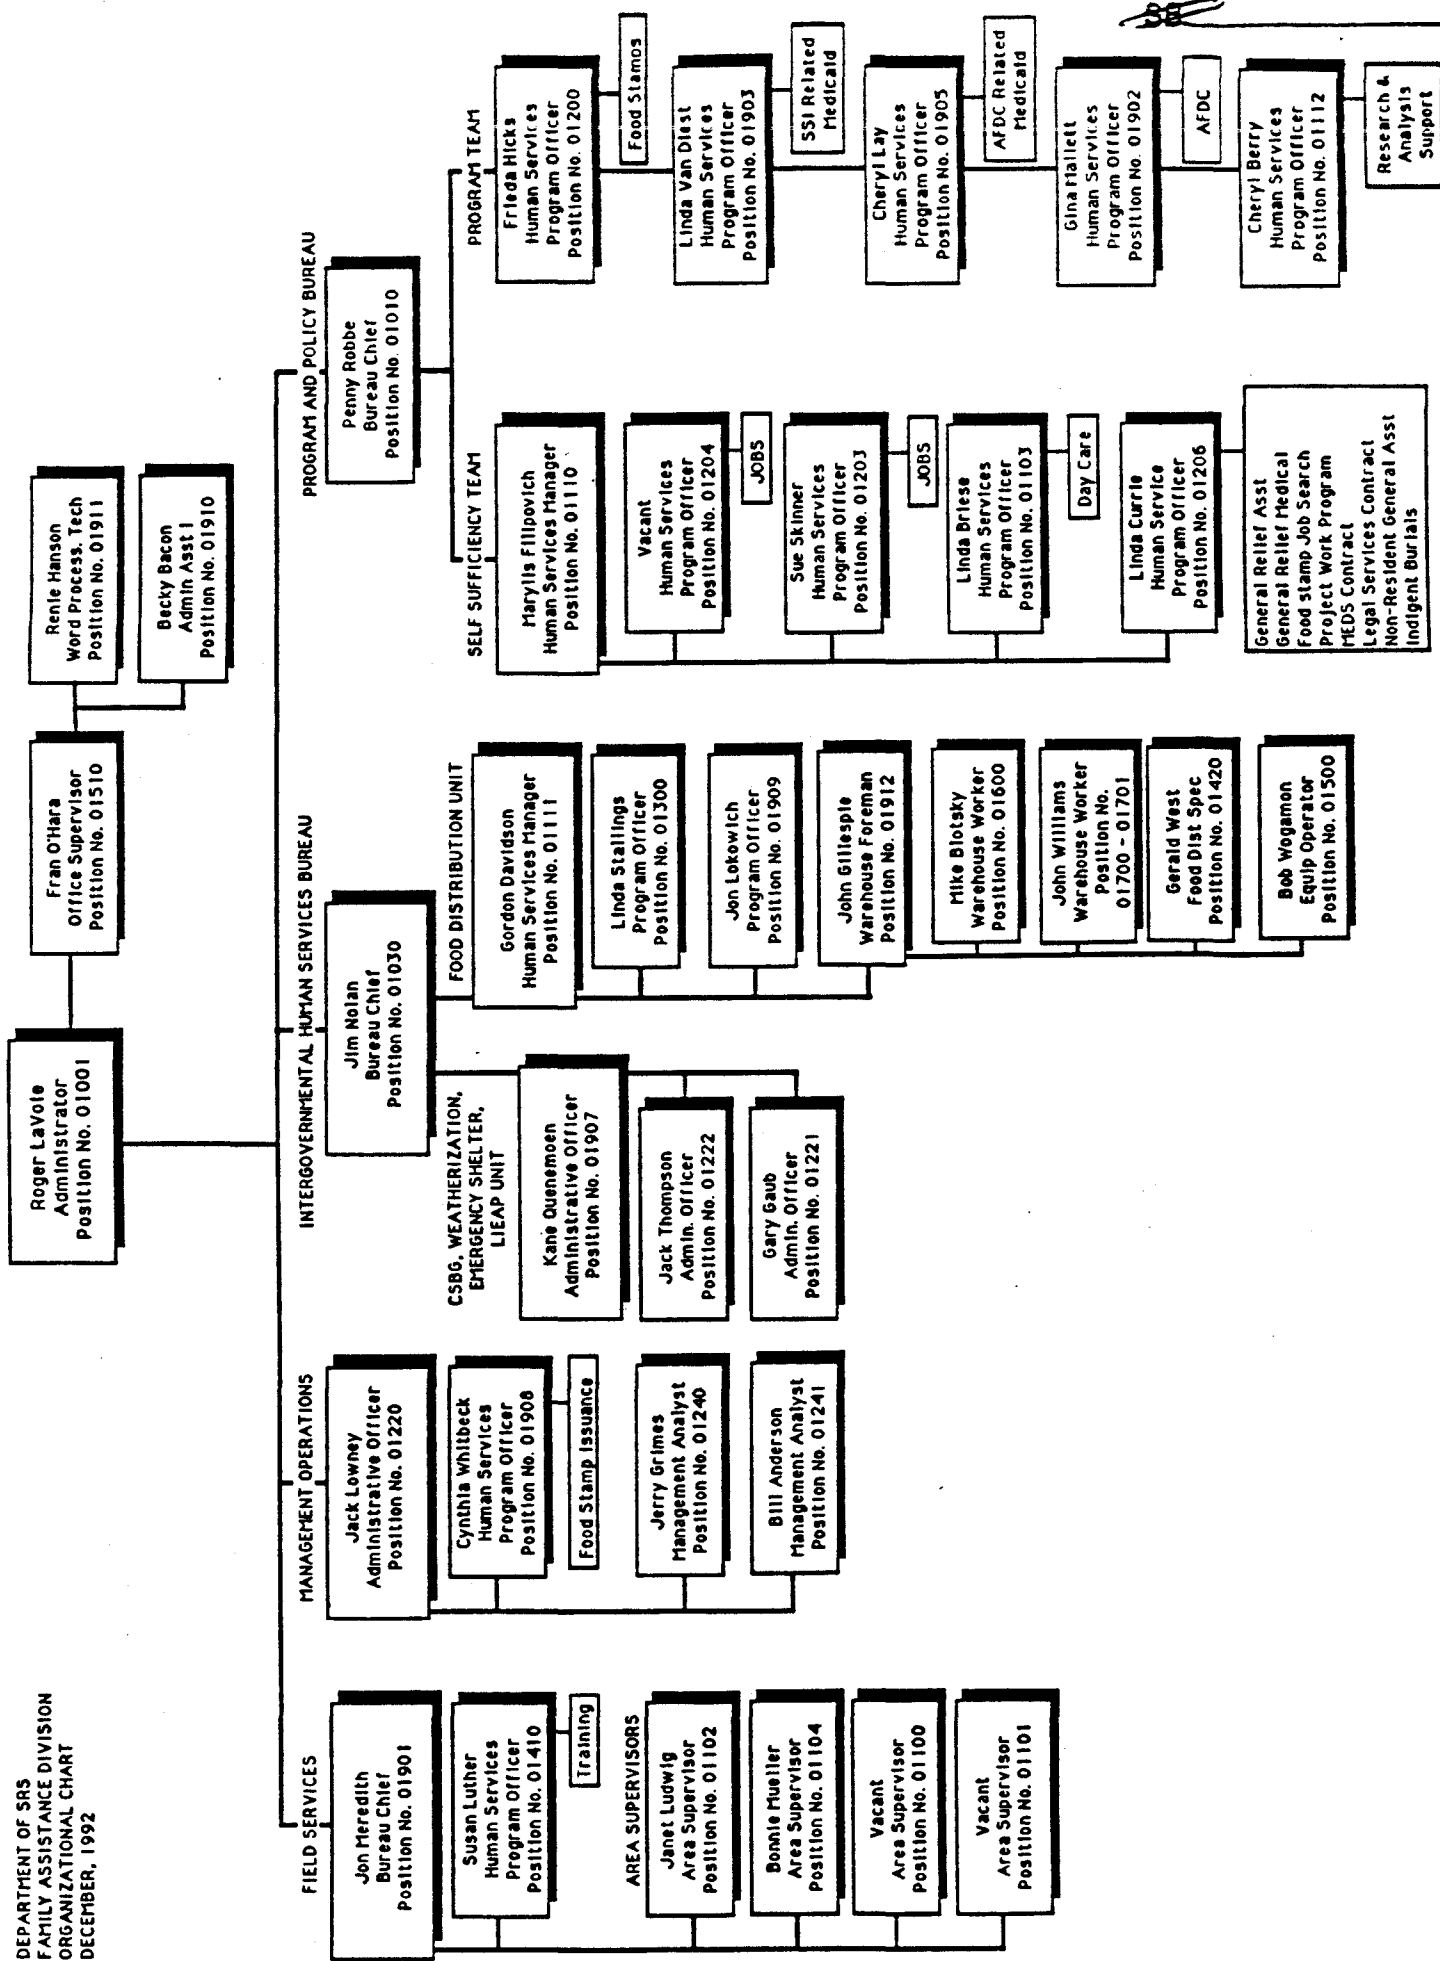 DEPARTMENT OF SRS
FAMILY ASSISTANCE DIVISION
ORGANIZATIONAL CHART
DECEMBER, 1992
Roger LaVoie
Administrator
Position No. 01001
Fran O'Hara
Office Supervisor
Position No. 01510
Renie Hanson
Word Process. Tech
Position No. 01911
Becky Bacon
Admin Asst I
Position No. 01910
FIELD SERVICES
Jon Meredith
Bureau Chief
Position No. 01901
Susan Luther
Human Services
Program Officer
Position No. 01410
Training
AREA SUPERVISORS
Janet Ludwig
Area Supervisor
Position No. 01102
Bonnie Mueller
Area Supervisor
Position No. 01104
Vacant
Area Supervisor
Position No. 01100
Vacant
Area Supervisor
Position No. 01101
MANAGEMENT OPERATIONS
Jack Lowney
Administrative Officer
Position No. 01220
Cynthia Whitbeck
Human Services
Program Officer
Position No. 01908
Food Stamp Issuance
Jerry Grimes
Management Analyst
Position No. 01240
Bill Anderson
Management Analyst
Position No. 01241
INTERGOVERNMENTAL HUMAN SERVICES BUREAU
Jim Nolan
Bureau Chief
Position No. 01030
CSBG, WEATHERIZATION,
EMERGENCY SHELTER,
LIEAP UNIT
Kane Quenemoen
Administrative Officer
Position No. 01907
Jack Thompson
Admin. Officer
Position No. 01222
Gary Gaub
Admin. Officer
Position No. 01221
FOOD DISTRIBUTION UNIT
Gordon Davidson
Human Services Manager
Position No. 01111
Linda Stallings
Program Officer
Position No. 01300
Jon Lokowich
Program Officer
Position No. 01909
John Gillespie
Warehouse Foreman
Position No. 01912
Mike Blotsky
Warehouse Worker
Position No. 01600
John Williams
Warehouse Worker
Position No.
01700 - 01701
Gerald West
Food Dist Spec
Position No. 01420
Bob Wogamon
Equip Operator
Position No. 01500
PROGRAM AND POLICY BUREAU
Penny Robbe
Bureau Chief
Position No. 01010
SELF SUFFICIENCY TEAM
Marylis Filipovich
Human Services Manager
Position No. 01110
Vacant
Human Services
Program Officer
Position No. 01204
JOBS
Sue Skinner
Human Services
Program Officer
Position No. 01203
JOBS
Linda Briese
Human Services
Program Officer
Position No. 01103
Day Care
Linda Currie
Human Service
Program Officer
Position No. 01206
General Relief Asst
General Relief Medical
Food stamp Job Search
Project Work Program
MEDS Contract
Legal Services Contract
Non-Resident General Asst
Indigent Burials
PROGRAM TEAM
Frieda Hicks
Human Services
Program Officer
Position No. 01200
Food Stamos
Linda Van Diest
Human Services
Program Officer
Position No. 01903
SSI Related
Medicaid
Cheryl Lay
Human Services
Program Officer
Position No. 01905
AFDC Related
Medicaid
Gina Mallett
Human Services
Program Officer
Position No. 01902
AFDC
Cheryl Berry
Human Services
Program Officer
Position No. 01112
Research &
Analysis
Support